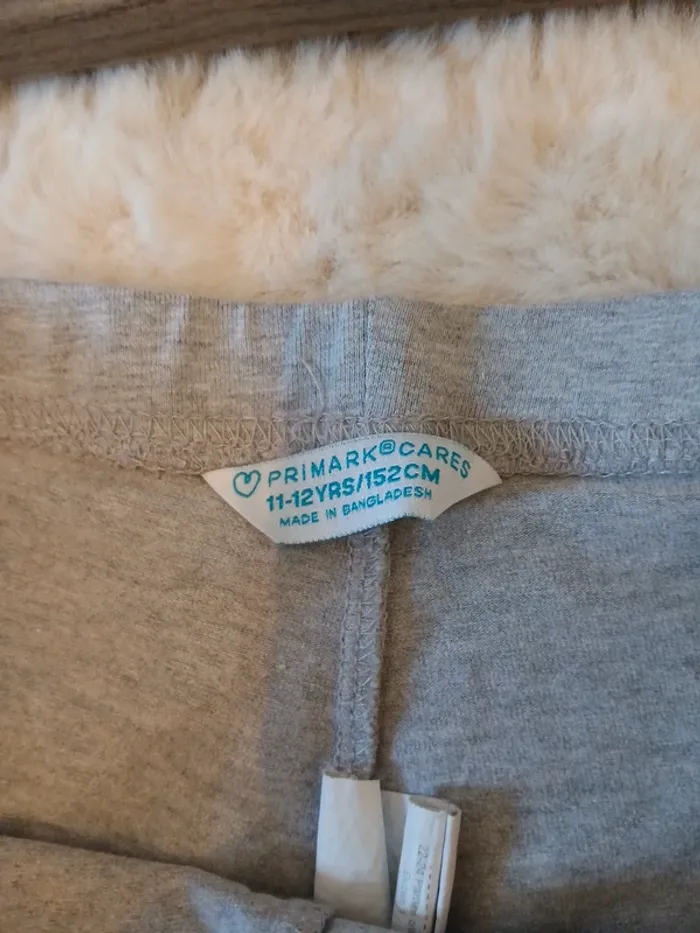 PRIMARK®CARES
11-12YRS/152CM
MADE IN BANGLADESH